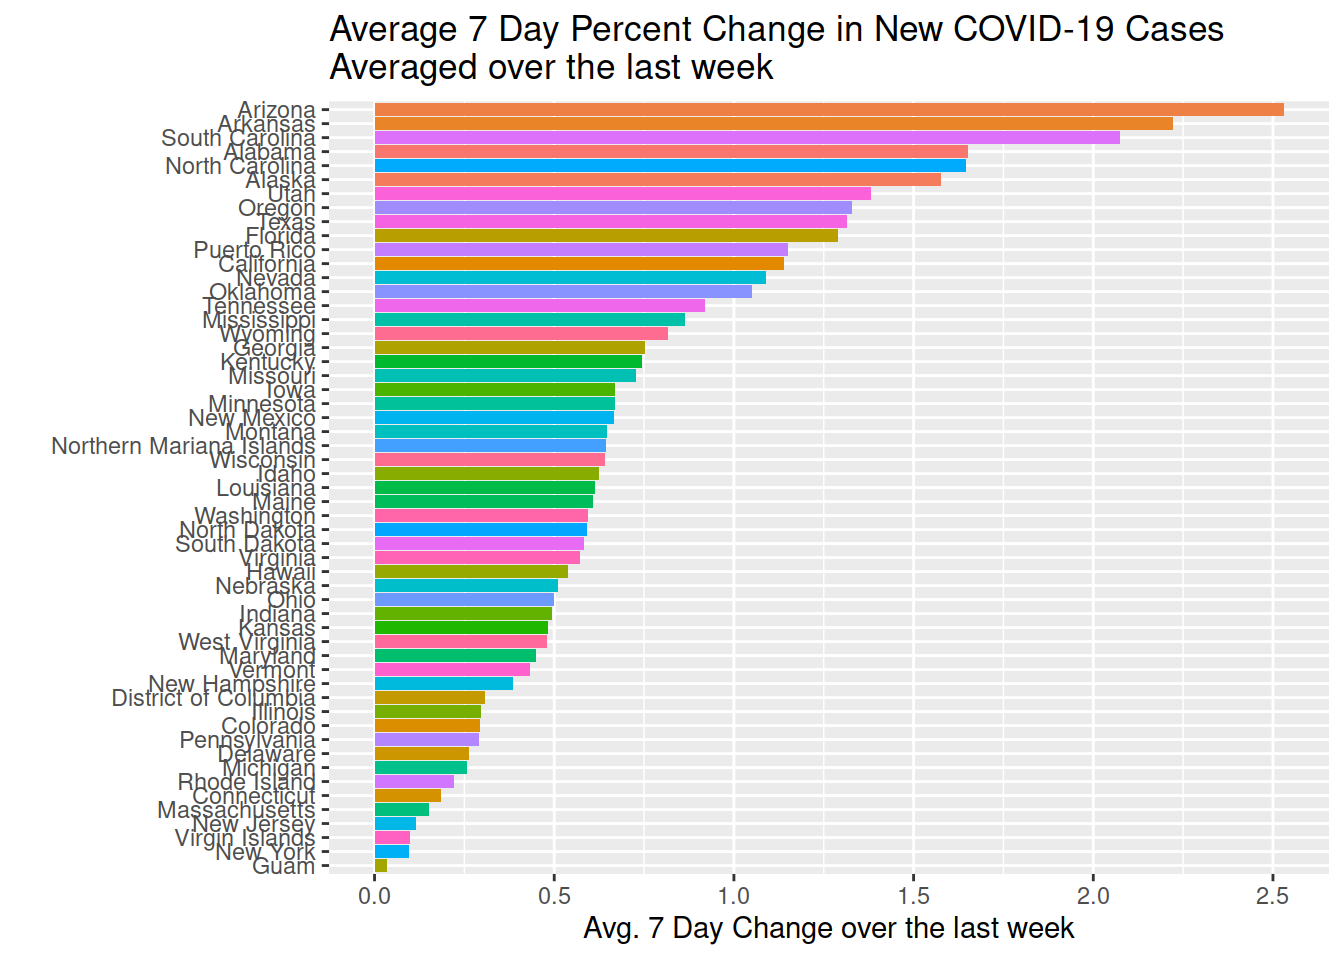 Average 7 Day Percent Change in New COVID-19 Cases
Averaged over the last week
Arizona
Arkansas
South Carolina
Alabama
North Carolina
Alaska
Utah
Oregon
Texas
Florida
Puerto Rico
California
Nevada
Oklahoma
Tennessee
Mississippi
Wyoming
Georgia
Kentucky
Missouri
Iowa
Minnesota
New Mexico
Montana
Northern Mariana Islands
Wisconsin
Idaho
Louisiana
Maine
Washington
North Dakota
South Dakota
Virginia
Hawaii
Nebraska
Ohio
Indiana
Kansas
West Virginia
Maryland
Vermont
New Hampshire
District of Columbia
Illinois
Colorado
Pennsylvania
Delaware
Michigan
Rhode Island
Connecticut
Massachusetts
New Jersey
Virgin Islands
New York
Guam
0.0 0.5 1.0 1.5 2.0 2.5
Avg. 7 Day Change over the last week